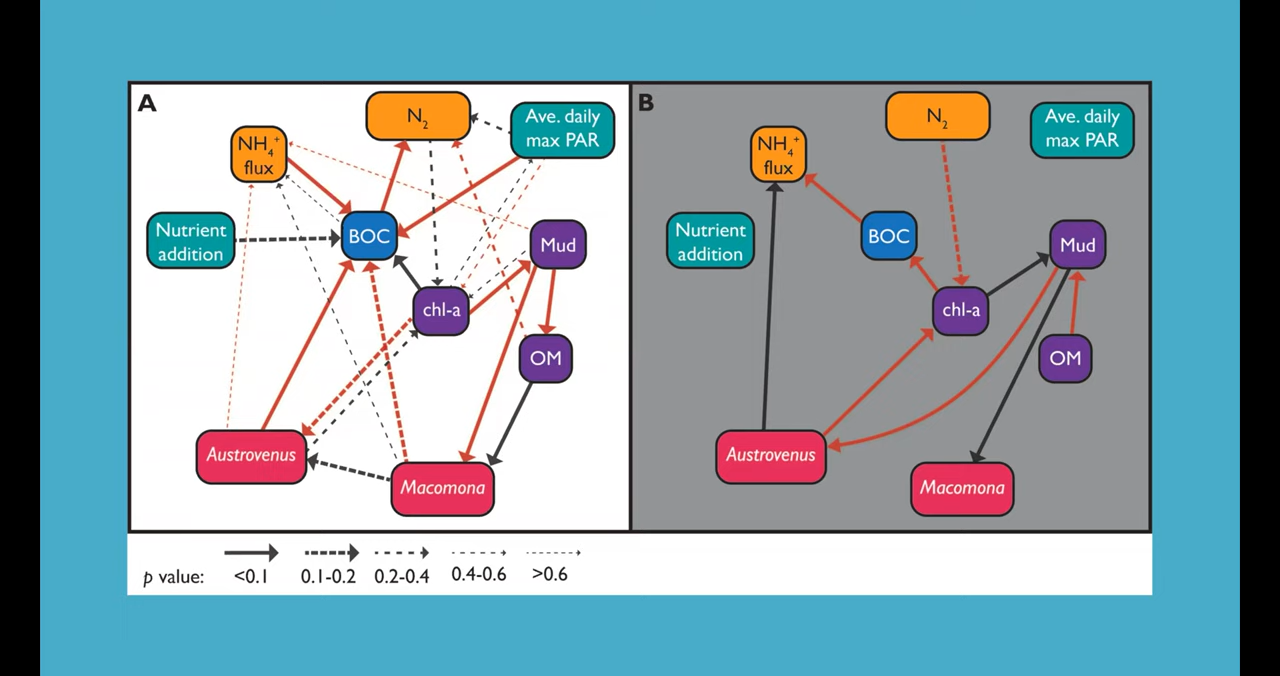 A
N2
Ave. daily
max PAR
NH4+
flux
Nutrient
addition
BOC
Mud
chl-a
OM
Austrovenus
Macomona
B
N2
Ave. daily
max PAR
NH4+
flux
Nutrient
addition
BOC
Mud
chl-a
OM
Austrovenus
Macomona
p value: <0.1 0.1-0.2 0.2-0.4 0.4-0.6 >0.6